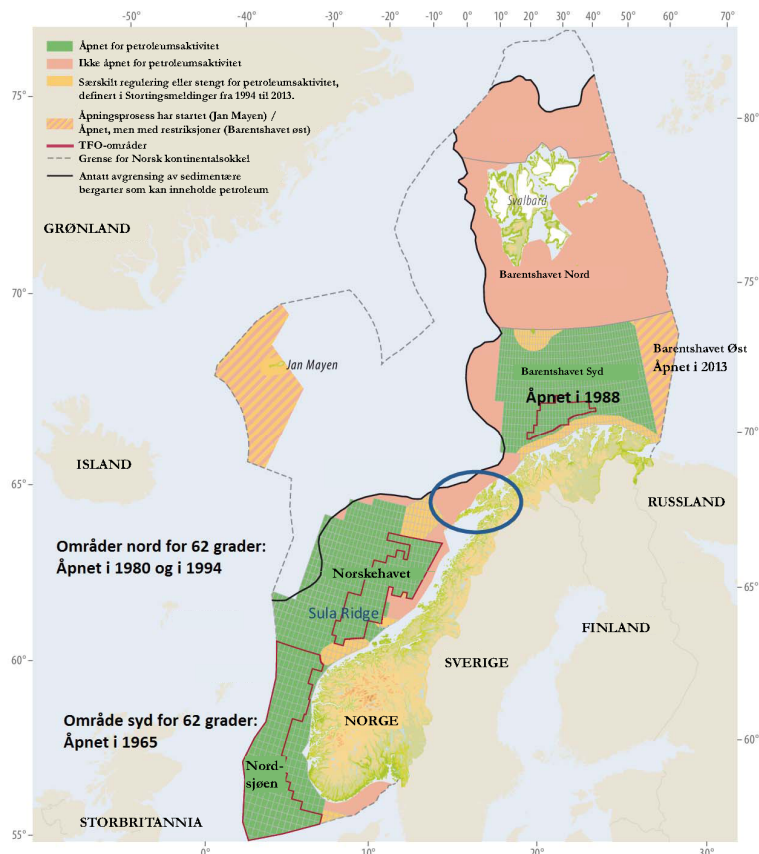 -50°
-40°
-30°
-20°
-10°
0°
10°
20°
30°
40°
50°
60°
Åpnet for petroleumsaktivitet
Ikke åpnet for petroleumsaktivitet
Særskilt regulering eller stengt for petroleumsaktivitet,
definert i Stortingsmeldinger fra 1994 til 2013.
Åpningsprosess har startet (Jan Mayen) /
Åpnet, men med restriksjoner (Barentshavet øst)
TFO-områder
Grense for Norsk kontinentalsokkel
Antatt avgrensing av sedimentære
bergarter som kan inneholde petroleum
75°
80°
GRØNLAND
Svalbard
Barentshavet Nord
75°
70°
Barentshavet Øst
Åpnet i 2013
Jan Mayen
Barentshavet Syd
Åpnet i 1988
70°
ISLAND
65°
RUSSLAND
Områder nord for 62 grader:
Åpnet i 1980 og i 1994
Norskehavet
65°
Sula Ridge
FINLAND
60°
SVERIGE
Område syd for 62 grader:
Åpnet i 1965
NORGE
60°
Nord-
sjøen
STORBRITANNIA
55°
0°
10°
20°
30°